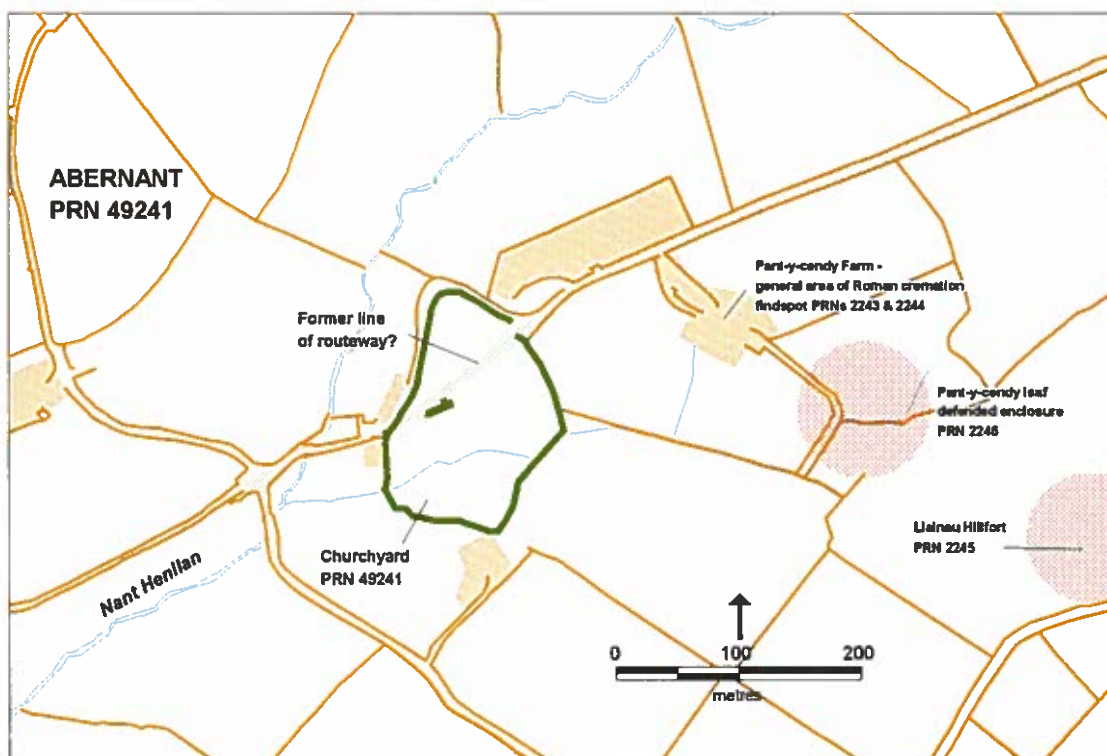 ABERNANT
PRN 49241
Pant-y-cendy Farm -
general area of Roman cremation
findspot PRNs 2243 & 2244
Former line
of routeway?
Pant-y-cendy Isaf
defended enclosure
PRN 2246
Llainau Hillfort
PRN 2245
Churchyard
PRN 49241
Nant Henllan
0 100 200
metres